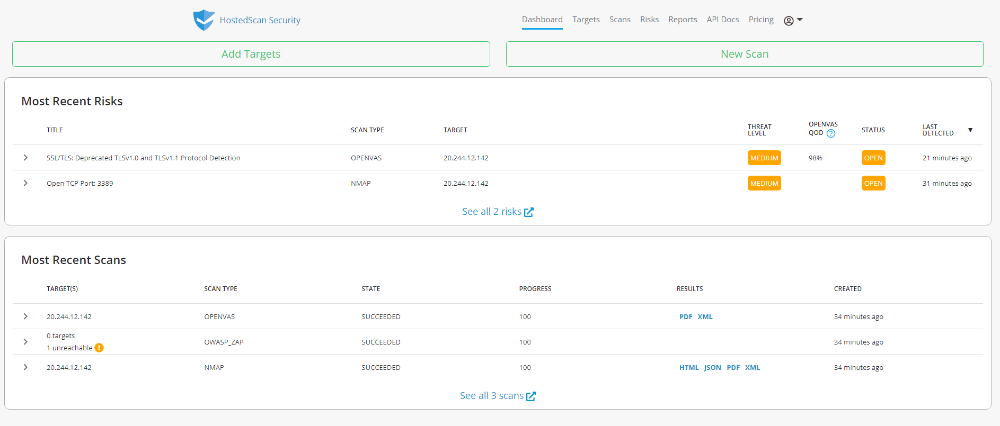 HostedScan Security
Dashboard Targets Scans Risks Reports API Docs Pricing
Add Targets New Scan
Most Recent Risks
TITLE SCAN TYPE TARGET THREAT LEVEL OPENVAS QOD ? STATUS LAST DETECTED ▼
SSL/TLS: Deprecated TLSv1.0 and TLSv1.1 Protocol Detection OPENVAS 20.244.12.142 MEDIUM 98% OPEN 21 minutes ago
Open TCP Port: 3389 NMAP 20.244.12.142 MEDIUM OPEN 31 minutes ago
See all 2 risks
Most Recent Scans
TARGET(S) SCAN TYPE STATE PROGRESS RESULTS CREATED
20.244.12.142 OPENVAS SUCCEEDED 100 PDF XML 34 minutes ago
0 targets
1 unreachable ! OWASP_ZAP SUCCEEDED 100 34 minutes ago
20.244.12.142 NMAP SUCCEEDED 100 HTML JSON PDF XML 34 minutes ago
See all 3 scans